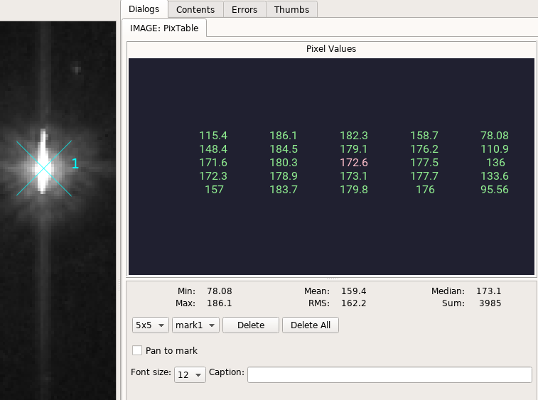 Dialogs Contents Errors Thumbs
IMAGE: PixTable
Pixel Values
1
115.4 186.1 182.3 158.7 78.08
148.4 184.5 179.1 176.2 110.9
171.6 180.3 172.6 177.5 136
172.3 178.9 173.1 177.7 133.6
157 183.7 179.8 176 95.56
Min: 78.08 Mean: 159.4 Median: 173.1
Max: 186.1 RMS: 162.2 Sum: 3985
5x5 mark1 Delete Delete All
Pan to mark
Font size: 12 Caption: